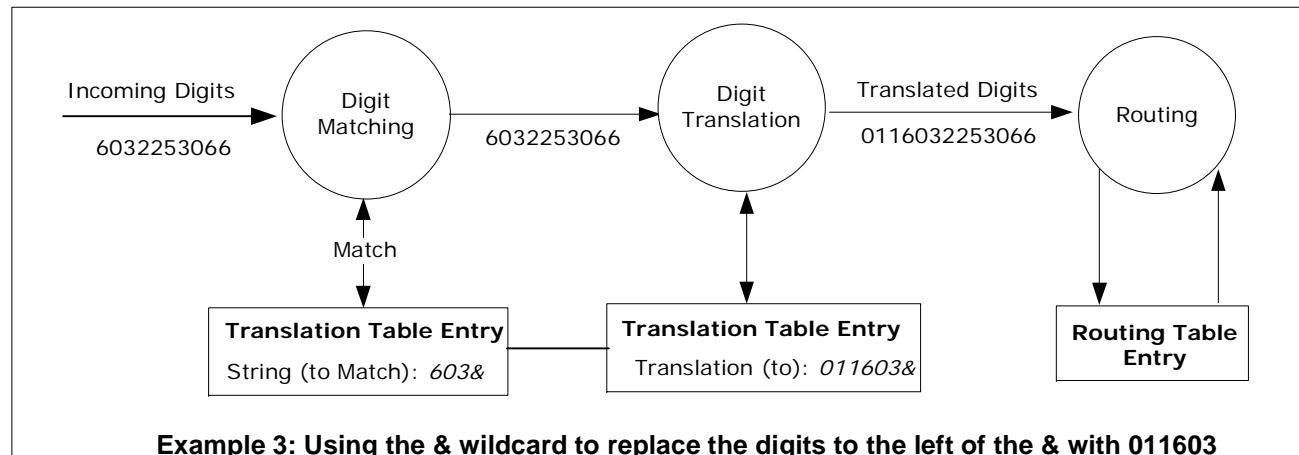 Incoming Digits
6032253066
Digit
Matching
6032253066
Digit
Translation
Translated Digits
0116032253066
Routing
Match
Translation Table Entry
String (to Match): 603&
Translation Table Entry
Translation (to): 011603&
Routing Table
Entry
Example 3: Using the & wildcard to replace the digits to the left of the & with 011603